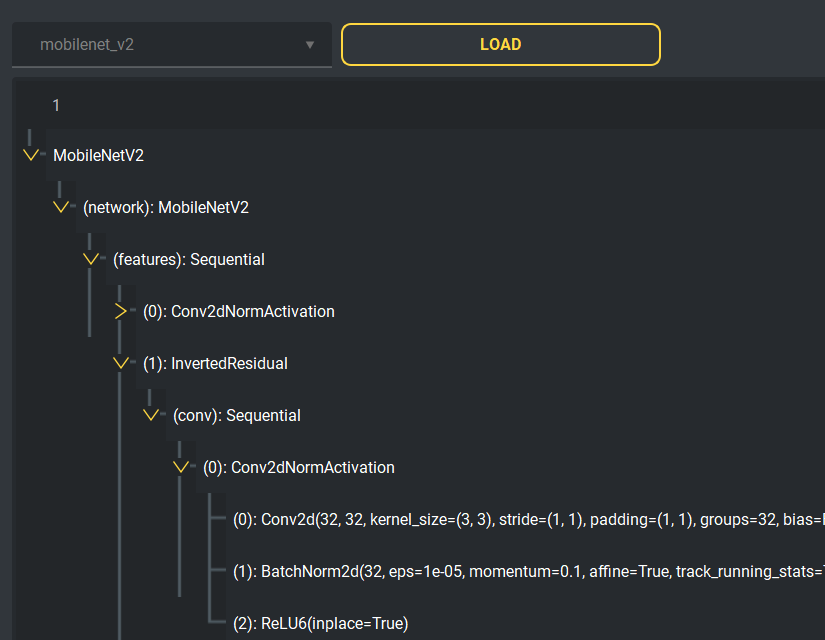 mobilenet_v2
LOAD
1
MobileNetV2
(network): MobileNetV2
(features): Sequential
(0): Conv2dNormActivation
(1): InvertedResidual
(conv): Sequential
(0): Conv2dNormActivation
(0): Conv2d(32, 32, kernel_size=(3, 3), stride=(1, 1), padding=(1, 1), groups=32, bias=
(1): BatchNorm2d(32, eps=1e-05, momentum=0.1, affine=True, track_running_stats=
(2): ReLU6(inplace=True)